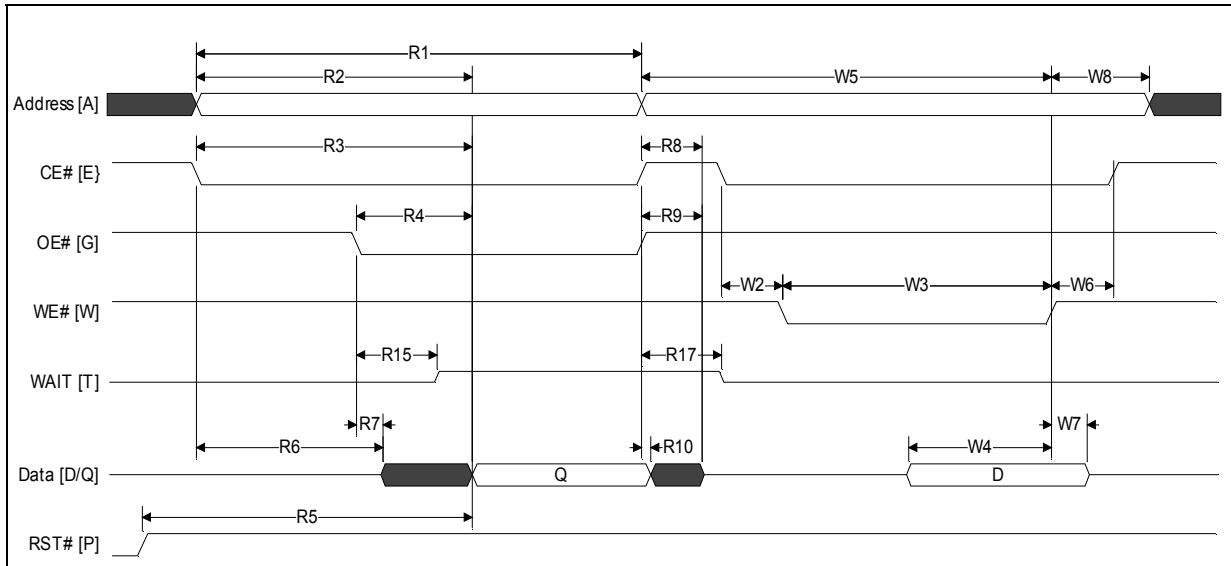 R1
R2 W5 W8
Address [A]
R3 R8
CE# [E}
R4 R9
OE# [G]
W2 W3 W6
WE# [W]
R15 R17
WAIT [T]
R7 W7
R6 R10 W4
Data [D/Q] Q D
R5
RST# [P]